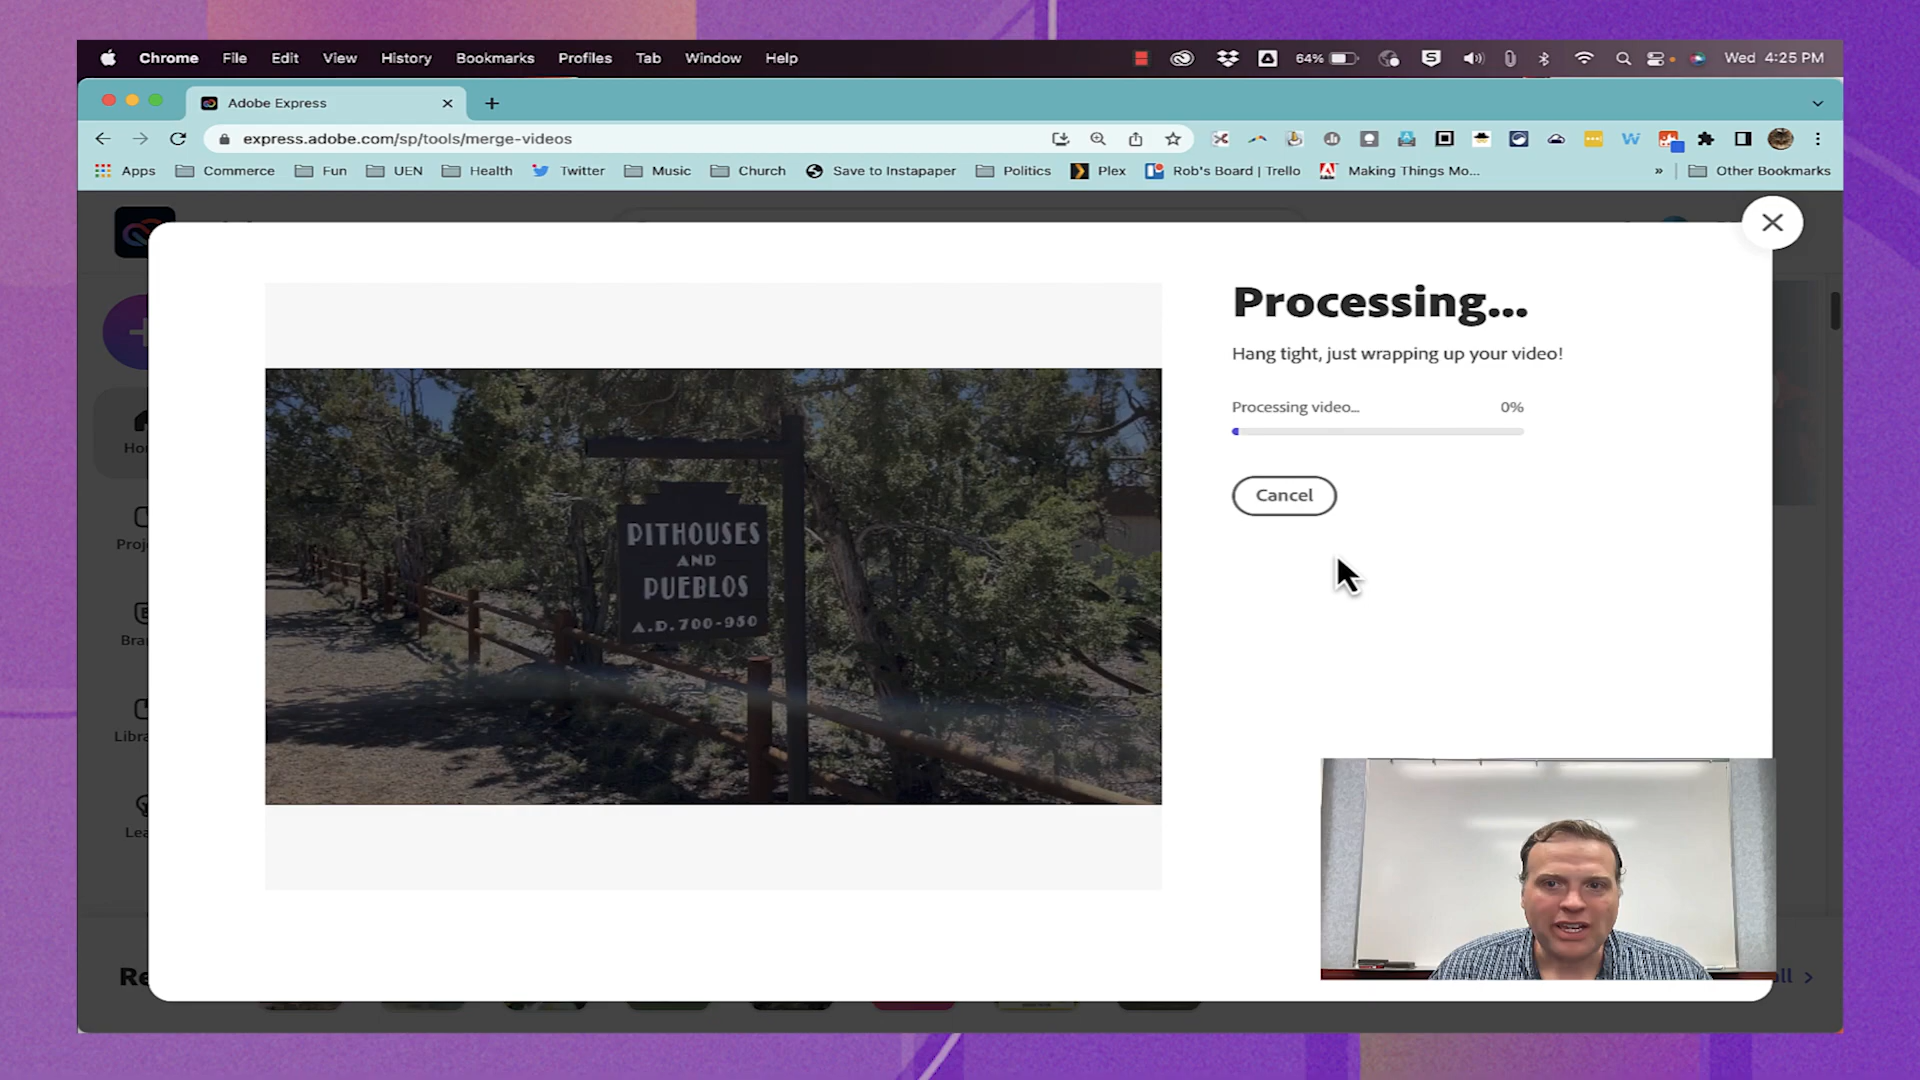 Chrome File Edit View History Bookmarks Profiles Tab Window Help 64% Wed 4:25 PM
Adobe Express
express.adobe.com/sp/tools/merge-videos
Apps Commerce Fun UEN Health Twitter Music Church Save to Instapaper Politics Plex Rob's Board | Trello Making Things Mo... » Other Bookmarks
Processing...
Hang tight, just wrapping up your video!
Processing video... 0%
Cancel
PITHOUSES
AND
PUEBLOS
A.D. 700-950